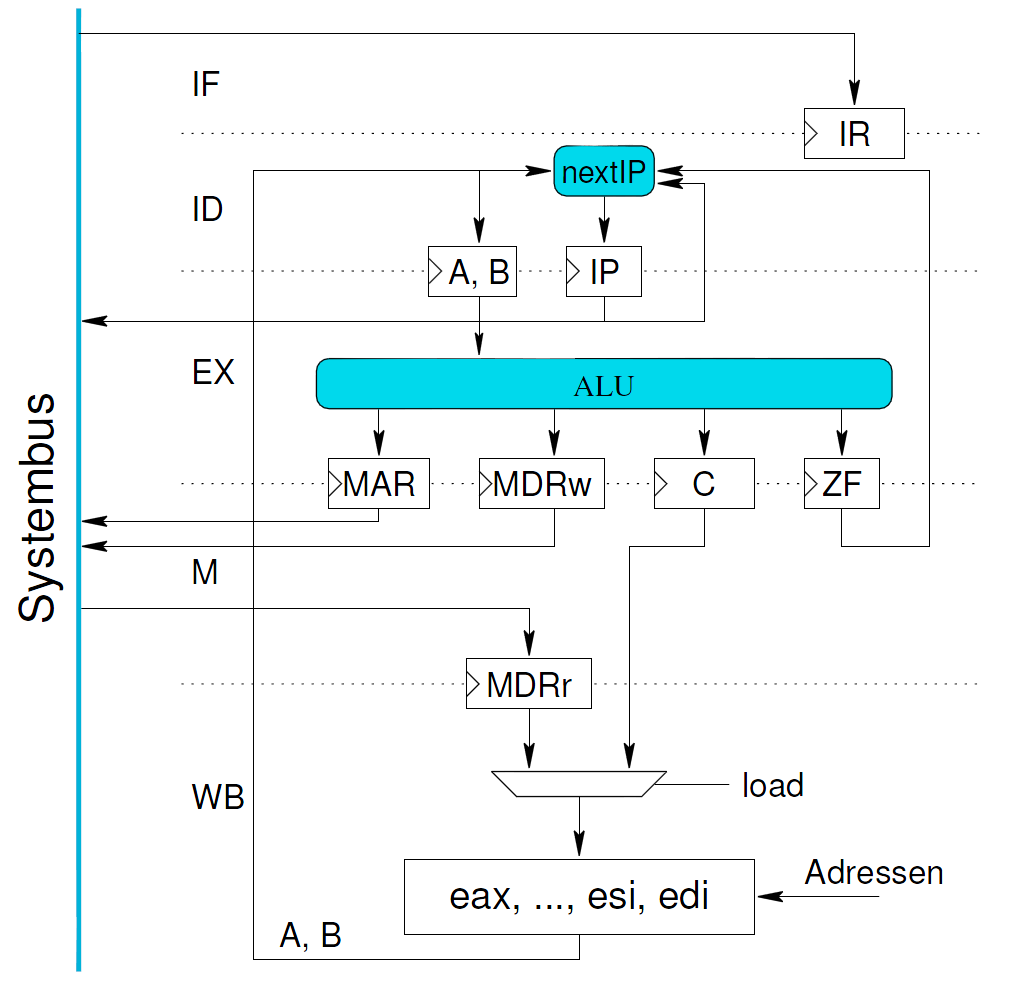 IF
IR
nextIP
ID
A, B
IP
EX
ALU
Systembus
MAR
MDRw
C
ZF
M
MDRr
WB
load
Adressen
eax, ..., esi, edi
A, B